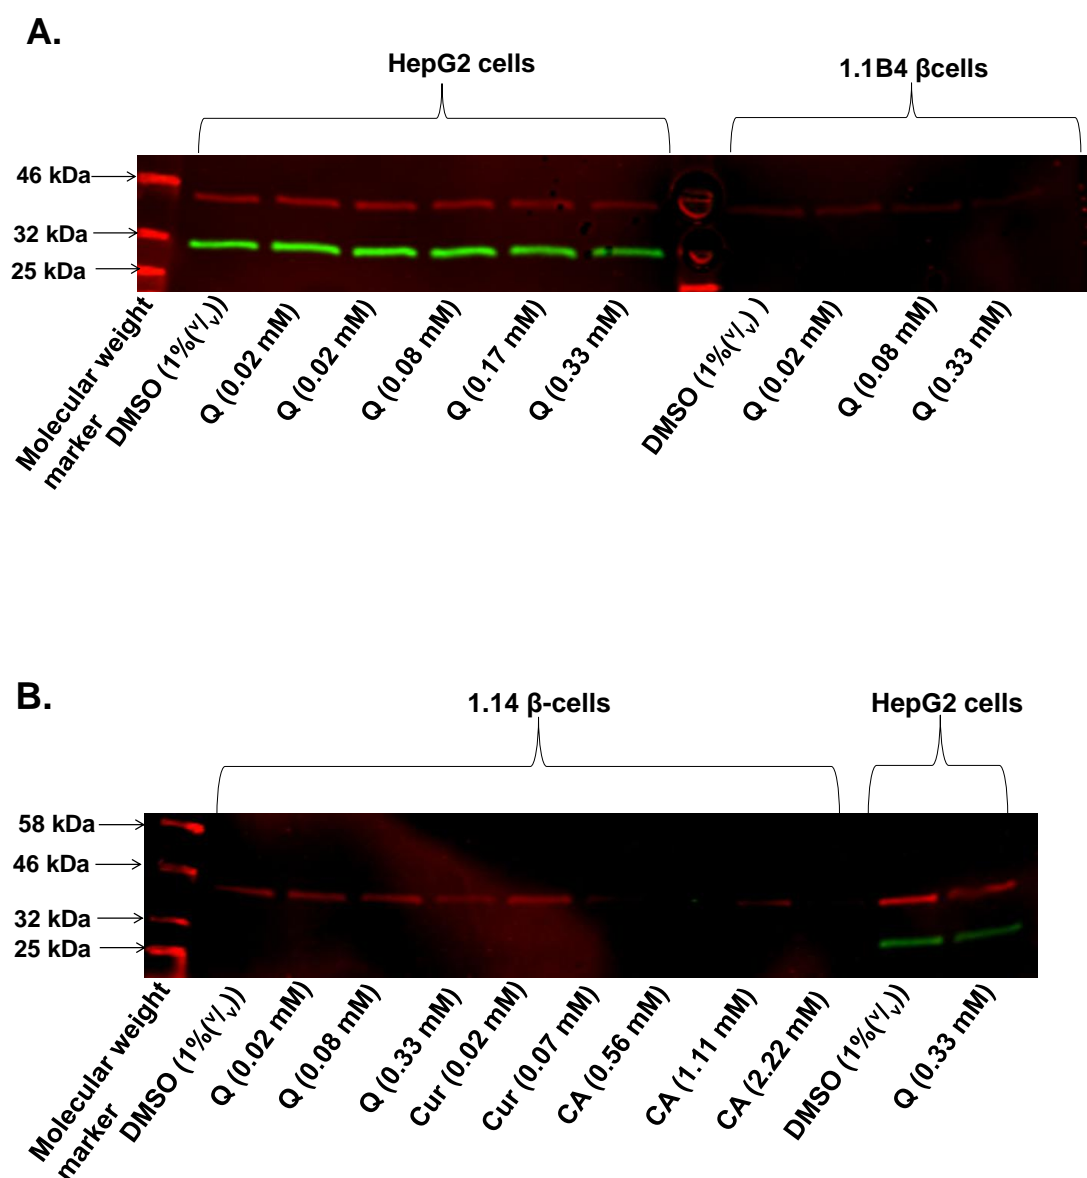 A.
HepG2 cells
1.1B4 βcells
46 kDa
32 kDa
25 kDa
Molecular weight
marker
DMSO (1%(v/v))
Q (0.02 mM)
Q (0.02 mM)
Q (0.08 mM)
Q (0.17 mM)
Q (0.33 mM)
DMSO (1%(v/v) )
Q (0.02 mM)
Q (0.08 mM)
Q (0.33 mM)
B.
1.14 β-cells
HepG2 cells
58 kDa
46 kDa
32 kDa
25 kDa
Molecular weight
marker
DMSO (1%(v/v))
Q (0.02 mM)
Q (0.08 mM)
Q (0.33 mM)
Cur (0.02 mM)
Cur (0.07 mM)
CA (0.56 mM)
CA (1.11 mM)
CA (2.22 mM)
DMSO (1%(v/v))
Q (0.33 mM)